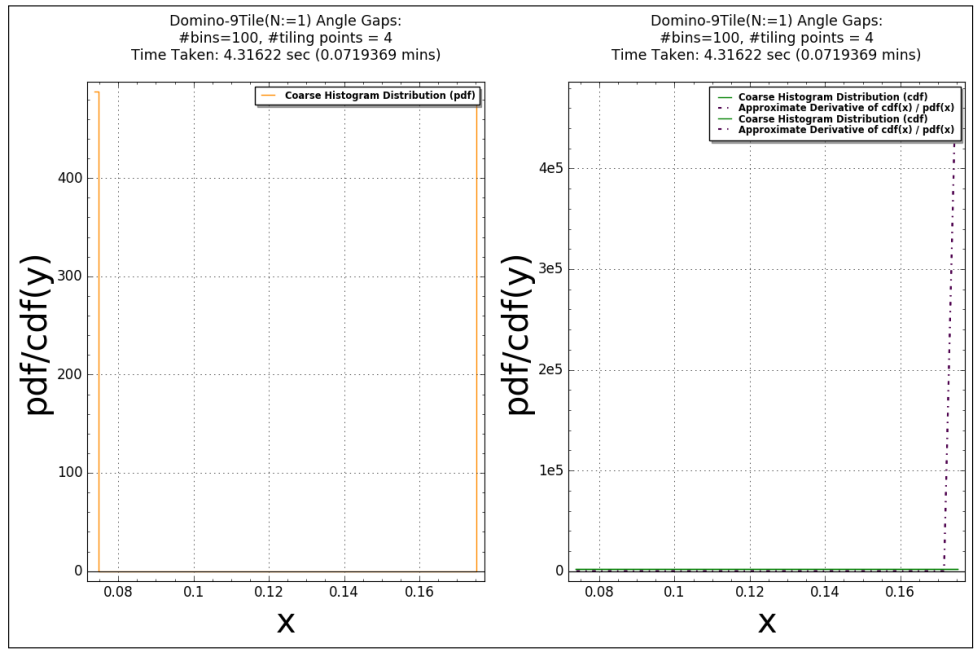 Domino-9Tile(N:=1) Angle Gaps:
#bins=100, #tiling points = 4
Time Taken: 4.31622 sec (0.0719369 mins)
Coarse Histogram Distribution (pdf)
400
300
200
100
0
0.08 0.1 0.12 0.14 0.16
pdf/cdf(y)
x
Domino-9Tile(N:=1) Angle Gaps:
#bins=100, #tiling points = 4
Time Taken: 4.31622 sec (0.0719369 mins)
Coarse Histogram Distribution (cdf)
Approximate Derivative of cdf(x) / pdf(x)
Coarse Histogram Distribution (cdf)
Approximate Derivative of cdf(x) / pdf(x)
4e5
3e5
2e5
1e5
0
0.08 0.1 0.12 0.14 0.16
pdf/cdf(y)
x